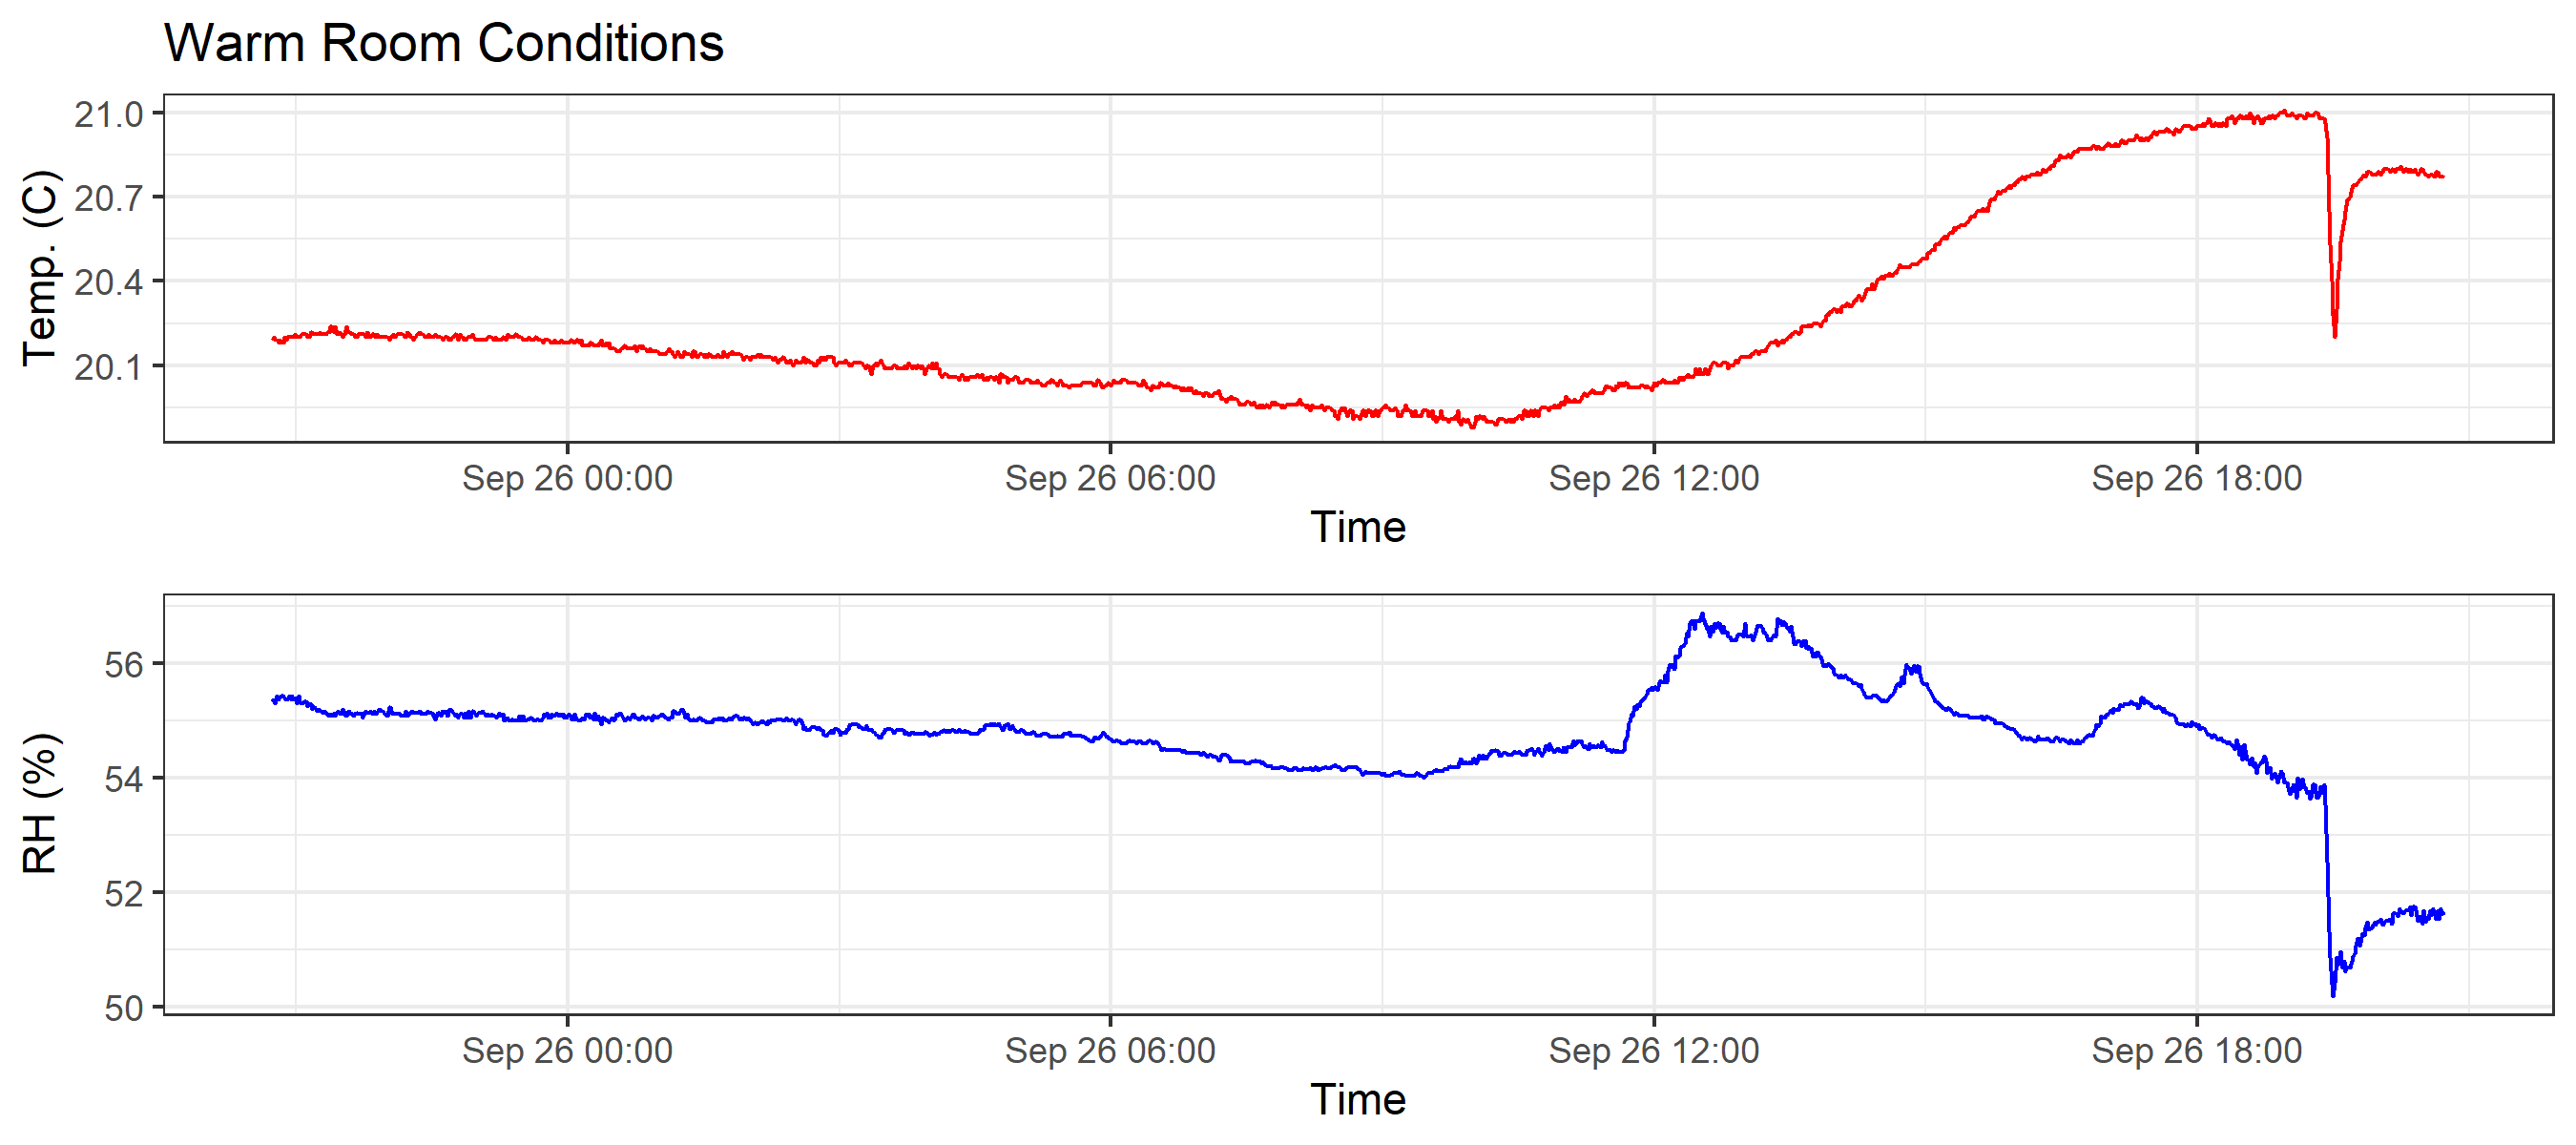 Warm Room Conditions
21.0
20.7
20.4
20.1
Temp. (C)
Sep 26 00:00 Sep 26 06:00 Sep 26 12:00 Sep 26 18:00
Time
56
54
52
50
RH (%)
Sep 26 00:00 Sep 26 06:00 Sep 26 12:00 Sep 26 18:00
Time